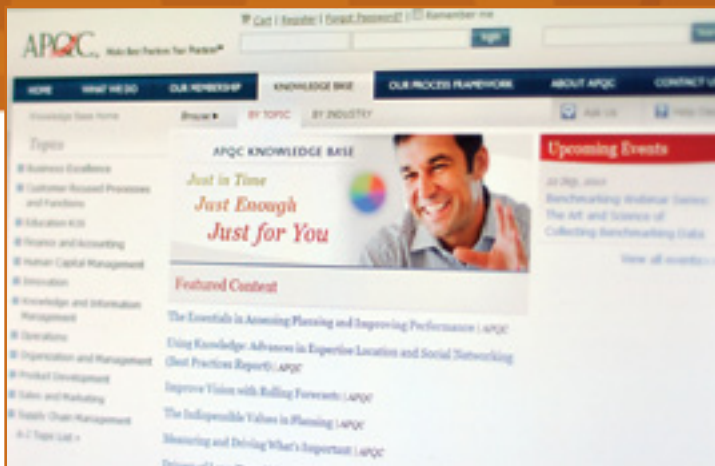 Cart | Register | Forgot Password? | Remember me
APQC. Make Best Practices Your Practices
HOME WHAT WE DO OUR MEMBERSHIP KNOWLEDGE BASE OUR PROCESS FRAMEWORK ABOUT APQC CONTACT US
Knowledge Base Home Browse BY TOPIC BY INDUSTRY Ask Us
Topics
Business Excellence
Customer Focused Processes
and Functions
Education
Finance and Accounting
Human Capital Management
Innovation
Knowledge and Information
Management
Operations
Organization and Management
Product Development
Sales and Marketing
Supply Chain Management
A-Z Topic List »
APQC KNOWLEDGE BASE
Just in Time
Just Enough
Just for You
Featured Content
The Essentials in Assessing Planning and Improving Performance | APQC
Using Knowledge: Advances in Expertise Location and Social Networking
(Best Practices Report) | APQC
Improve Vision with Rolling Forecasts | APQC
The Indispensible Values in Planning | APQC
Measuring and Driving What's Important | APQC
Upcoming Events
Benchmarking Webinar Series:
The Art and Science of
Collecting Benchmarking Data
View all events